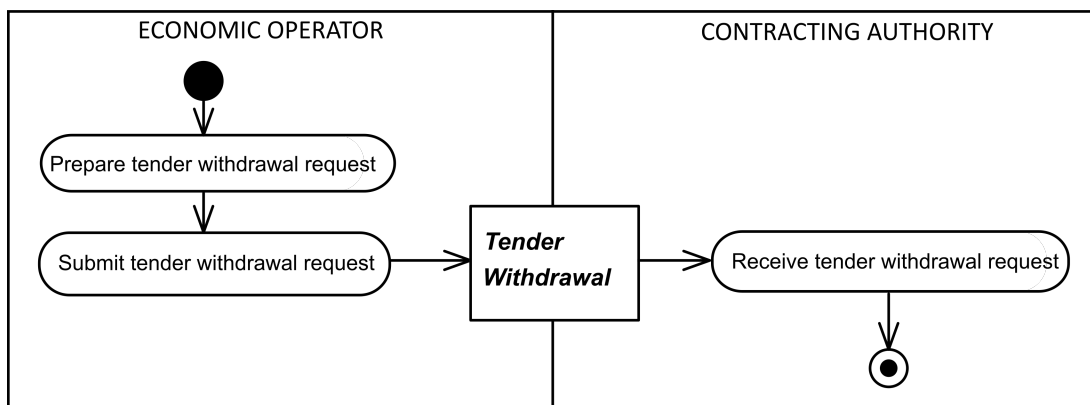 ECONOMIC OPERATOR
CONTRACTING AUTHORITY
Prepare tender withdrawal request
Submit tender withdrawal request
Tender
Withdrawal
Receive tender withdrawal request